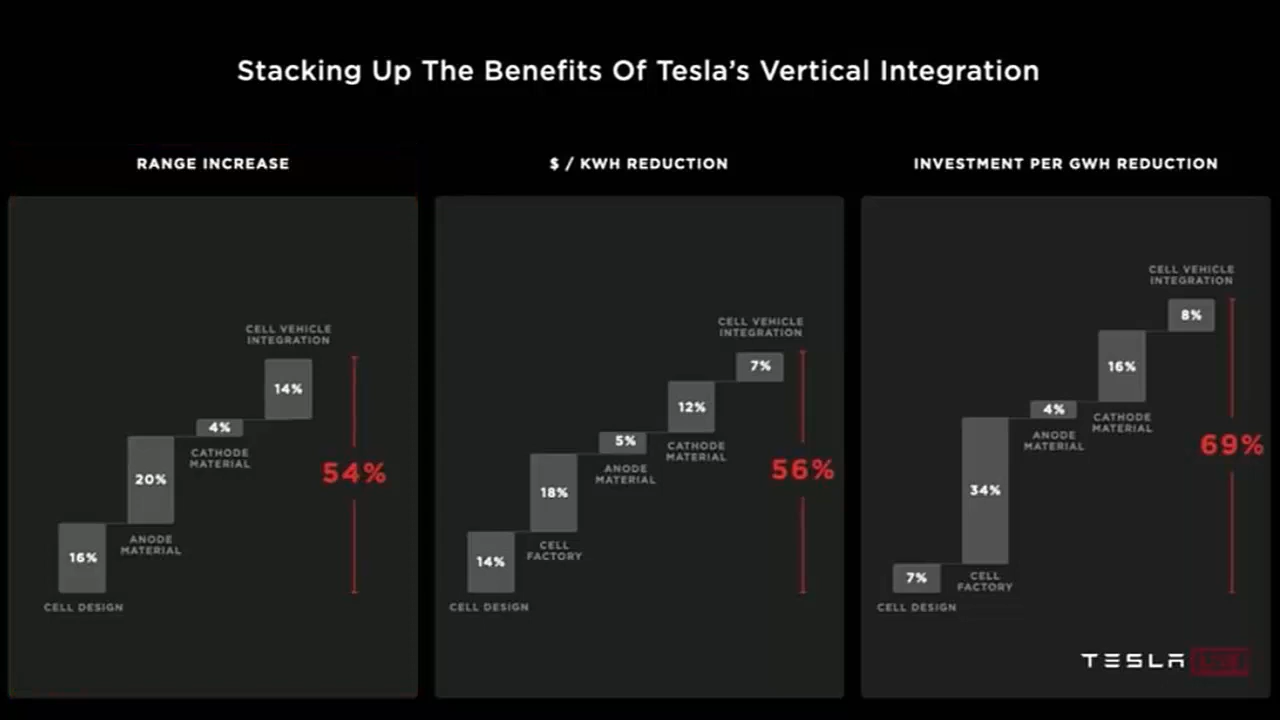 Stacking Up The Benefits Of Tesla's Vertical Integration
RANGE INCREASE
CELL VEHICLE
INTEGRATION
14%
4%
CATHODE
MATERIAL
20%
ANODE
MATERIAL
16%
CELL DESIGN
54%
$ / KWH REDUCTION
CELL VEHICLE
INTEGRATION
7%
12%
CATHODE
MATERIAL
5%
ANODE
MATERIAL
18%
CELL
FACTORY
14%
CELL DESIGN
56%
INVESTMENT PER GWH REDUCTION
CELL VEHICLE
INTEGRATION
8%
16%
CATHODE
MATERIAL
4%
ANODE
MATERIAL
34%
CELL
FACTORY
7%
CELL DESIGN
69%
TESLA